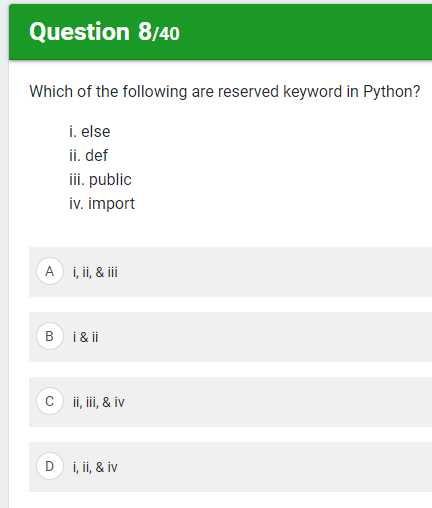 Question 8/40
Which of the following are reserved keyword in Python?
i. else
ii. def
iii. public
iv. import
A i, ii, & iii
B i & ii
C ii, iii, & iv
D i, ii, & iv